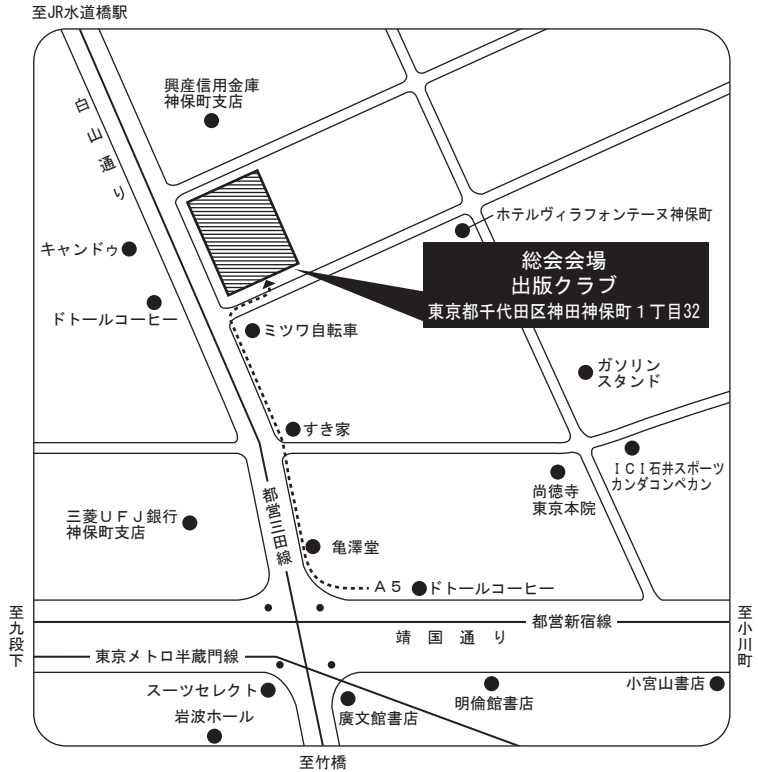 至JR水道橋駅
興産信用金庫
神保町支店
白山通り
ホテルヴィラフォンテーヌ神保町
キャンドゥ
総会会場
出版クラブ
東京都千代田区神田神保町1丁目32
ドトールコーヒー
ミツワ自転車
ガソリン
スタンド
すき家
ICI石井スポーツ
カンダコンペカン
尚徳寺
東京本院
都営三田線
三菱UFJ銀行
神保町支店
亀澤堂
A5
ドトールコーヒー
至九段下
都営新宿線
至小川町
靖国通り
東京メトロ半蔵門線
スーツセレクト
小宮山書店
明倫館書店
岩波ホール
廣文館書店
至竹橋